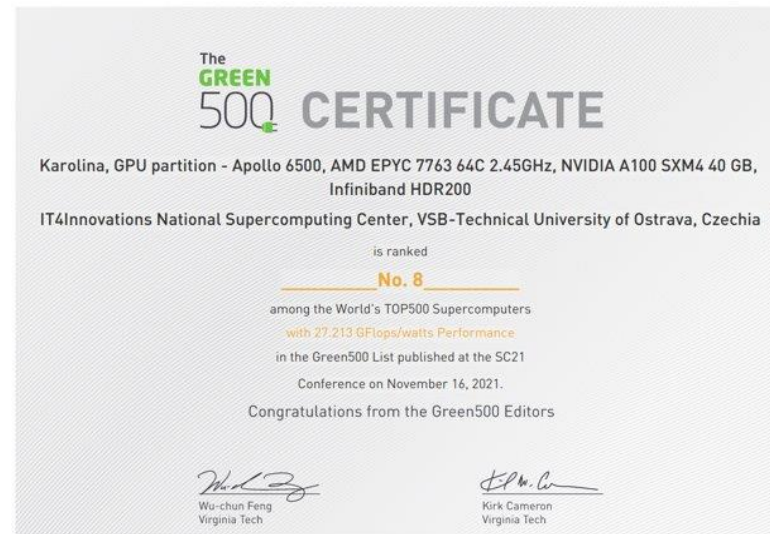 The
GREEN
500 CERTIFICATE
Karolina, GPU partition - Apollo 6500, AMD EPYC 7763 64C 2.45GHz, NVIDIA A100 SXM4 40 GB,
Infiniband HDR200
IT4Innovations National Supercomputing Center, VSB-Technical University of Ostrava, Czechia
is ranked
No. 8
among the World's TOP500 Supercomputers
with 27.213 GFlops/watts Performance
in the Green500 List published at the SC21
Conference on November 16, 2021.
Congratulations from the Green500 Editors
Wu-chun Feng
Virginia Tech
Kirk Cameron
Virginia Tech